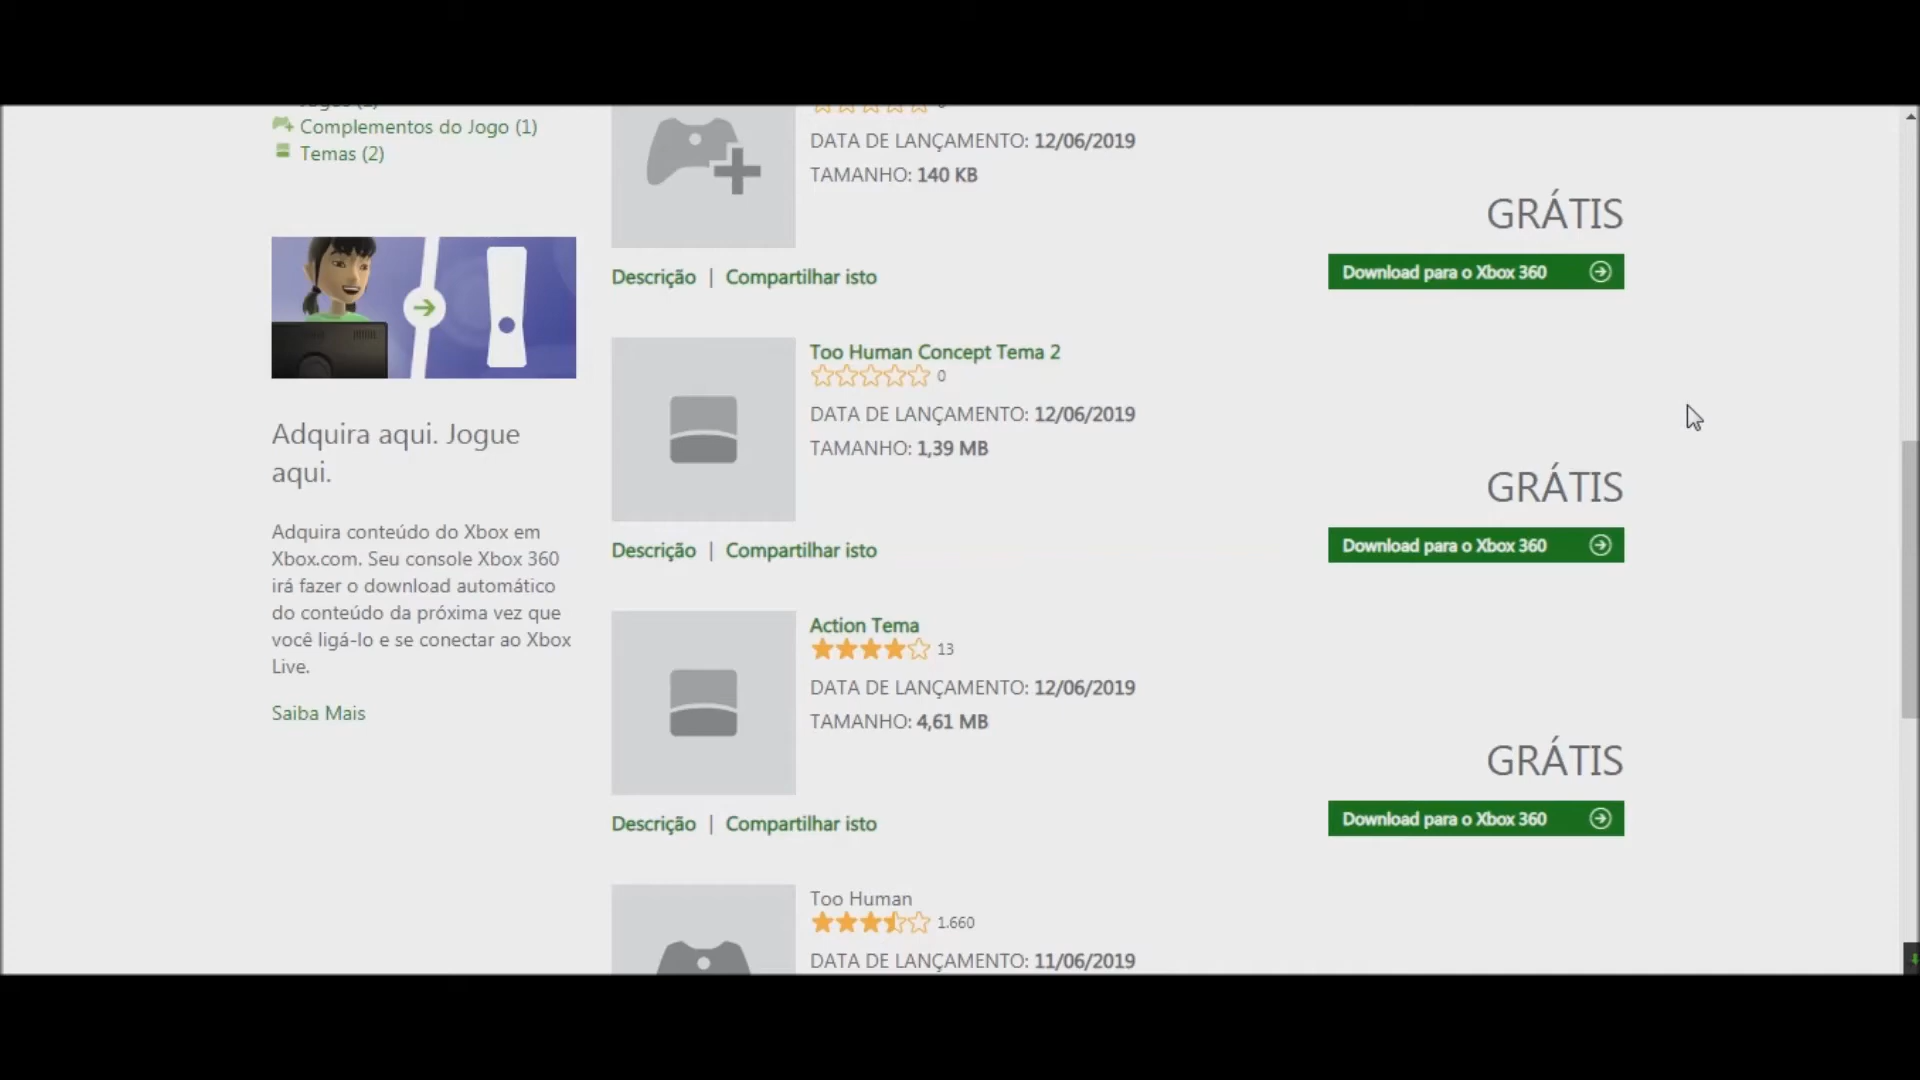 Complementos do Jogo (1)
Temas (2)
Adquira aqui. Jogue
aqui.
Adquira conteúdo do Xbox em
Xbox.com. Seu console Xbox 360
irá fazer o download automático
do conteúdo da próxima vez que
você ligá-lo e se conectar ao Xbox
Live.
Saiba Mais
DATA DE LANÇAMENTO: 12/06/2019
TAMANHO: 140 KB
GRÁTIS
Download para o Xbox 360
Descrição | Compartilhar isto
Too Human Concept Tema 2
0
DATA DE LANÇAMENTO: 12/06/2019
TAMANHO: 1,39 MB
GRÁTIS
Download para o Xbox 360
Descrição | Compartilhar isto
Action Tema
13
DATA DE LANÇAMENTO: 12/06/2019
TAMANHO: 4,61 MB
GRÁTIS
Download para o Xbox 360
Descrição | Compartilhar isto
Too Human
1.660
DATA DE LANÇAMENTO: 11/06/2019